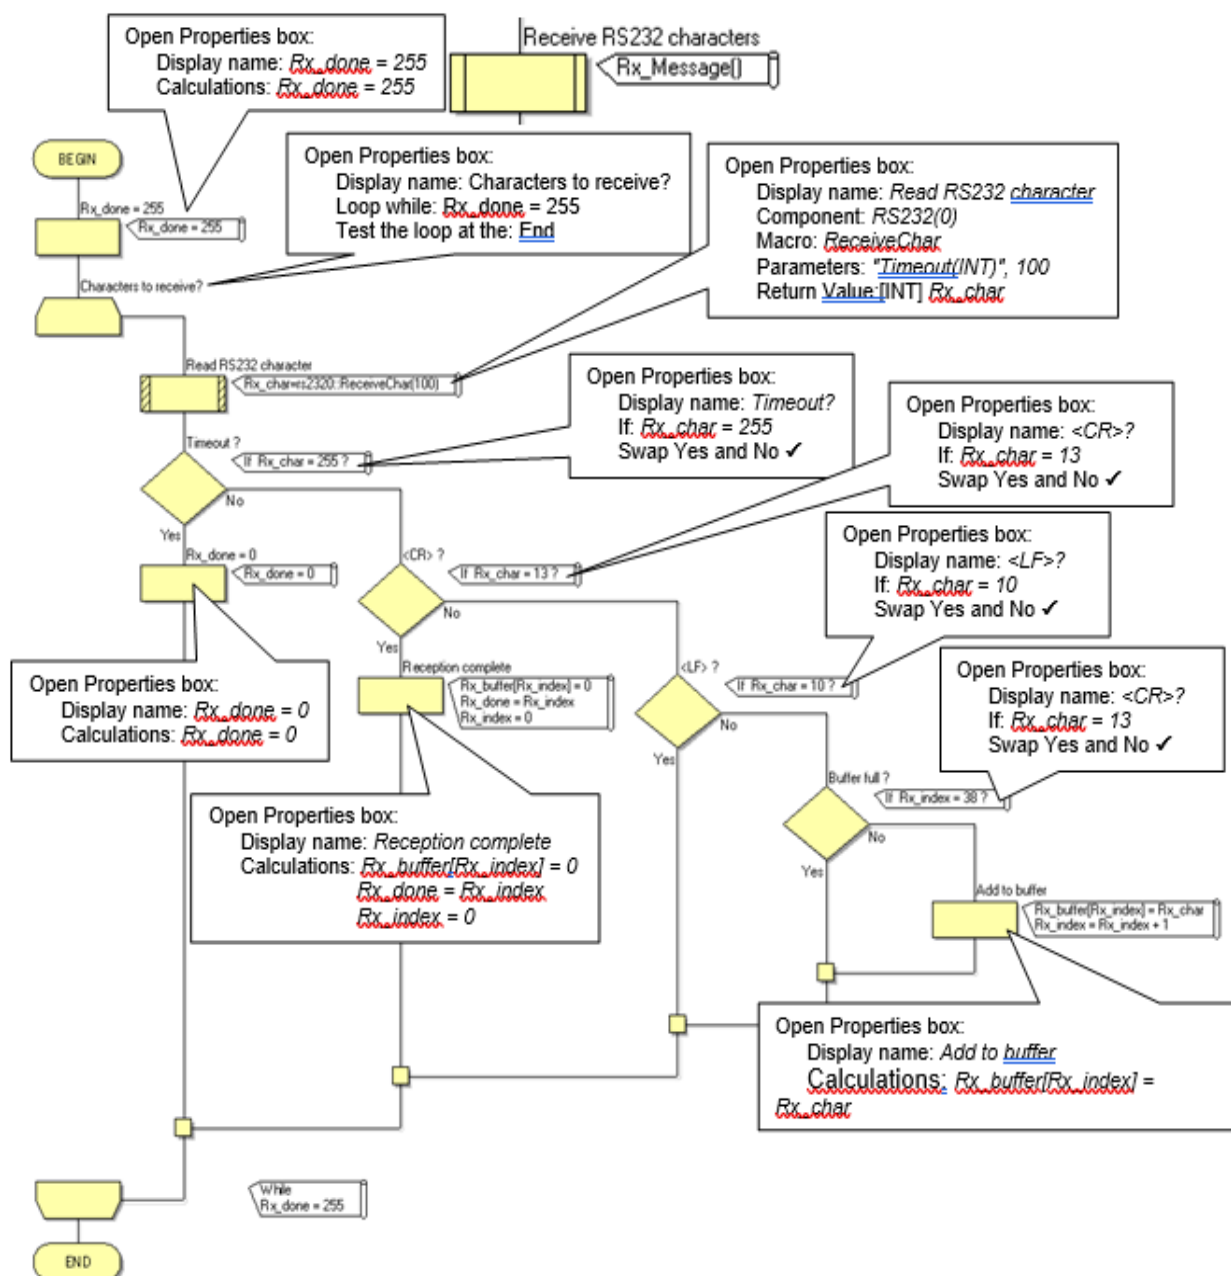 Open Properties box:
Display name: Rx_done = 255
Calculations: Rx_done = 255
Receive RS232 characters
Rx_Message()
BEGIN
Rx_done = 255
Rx_done = 255
Open Properties box:
Display name: Characters to receive?
Loop while: Rx_done = 255
Test the loop at the: End
Open Properties box:
Display name: Read RS232 character
Component: RS232(0)
Macro: ReceiveChar
Parameters: "Timeout(INT)", 100
Return Value:[INT] Rx_char
Characters to receive?
Read RS232 character
Rx_char=rs2320::ReceiveChar(100)
Open Properties box:
Display name: Timeout?
If: Rx_char = 255
Swap Yes and No ✓
Open Properties box:
Display name: <CR>?
If: Rx_char = 13
Swap Yes and No ✓
Timeout ?
If Rx_char = 255 ?
No
Yes
Rx_done = 0
Rx_done = 0
<CR> ?
If Rx_char = 13 ?
No
Yes
Open Properties box:
Display name: <LF>?
If: Rx_char = 10
Swap Yes and No ✓
Open Properties box:
Display name: Rx_done = 0
Calculations: Rx_done = 0
Reception complete
Rx_buffer[Rx_index] = 0
Rx_done = Rx_index
Rx_index = 0
<LF> ?
If Rx_char = 10 ?
No
Yes
Open Properties box:
Display name: <CR>?
If: Rx_char = 13
Swap Yes and No ✓
Open Properties box:
Display name: Reception complete
Calculations: Rx_buffer[Rx_index] = 0
Rx_done = Rx_index
Rx_index = 0
Buffer full ?
If Rx_index = 38 ?
No
Yes
Add to buffer
Rx_buffer[Rx_index] = Rx_char
Rx_index = Rx_index + 1
Open Properties box:
Display name: Add to buffer
Calculations: Rx_buffer[Rx_index] =
Rx_char
While
Rx_done = 255
END